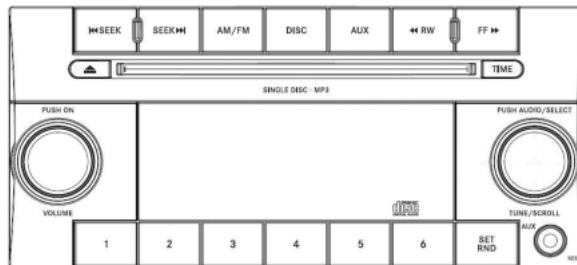 SEEK
SEEK
AM/FM
DISC
AUX
RW
FF
TIME
SINGLE DISC · MP3
PUSH ON
PUSH AUDIO/SELECT
VOLUME
disc
TUNE/SCROLL
AUX
1
2
3
4
5
6
SET
RND